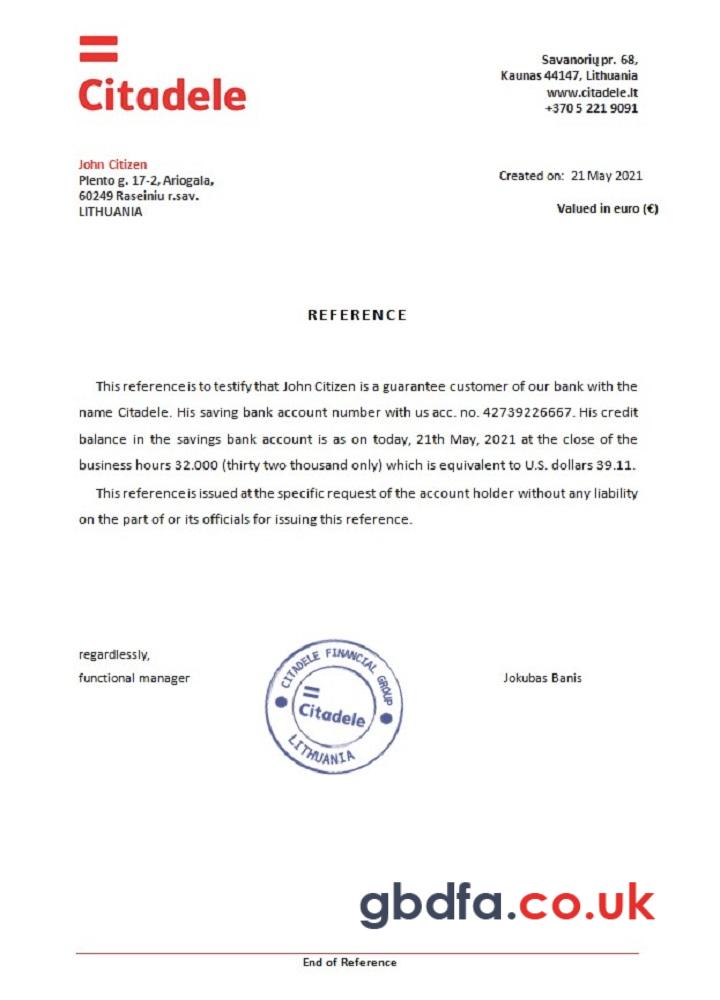 Citadele
Savanorių pr. 68,
Kaunas 44147, Lithuania
www.citadele.lt
+370 5 221 9091
John Citizen
Plento g. 17-2, Ariogala,
60249 Raseiniu r.sav.
LITHUANIA
Created on: 21 May 2021
Valued in euro (€)
REFERENCE
This reference is to testify that John Citizen is a guarantee customer of our bank with the
name Citadele. His saving bank account number with us acc. no. 42739226667. His credit
balance in the savings bank account is as on today, 21th May, 2021 at the close of the
business hours 32.000 (thirty two thousand only) which is equivalent to U.S. dollars 39.11.
This reference is issued at the specific request of the account holder without any liability
on the part of or its officials for issuing this reference.
regardlessly,
functional manager
CITADELE FINANCIAL GROUP
Citadele
LITHUANIA
Jokubas Banis
gbdfa.co.uk
End of Reference